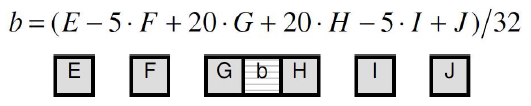 b = (E − 5 · F + 20 · G + 20 · H − 5 · I + J)/32
E F G b H I J